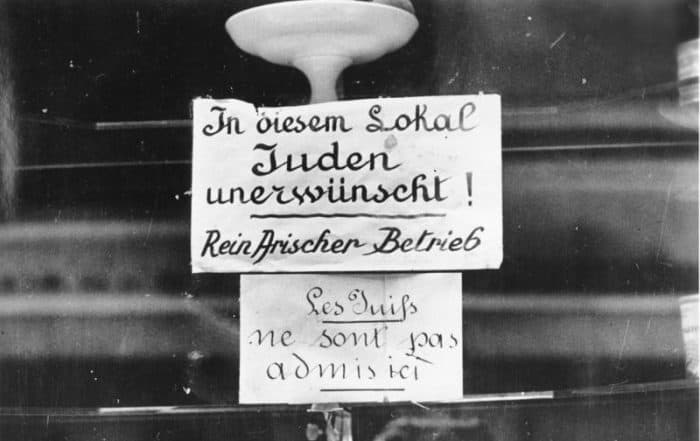 In diesem Lokal
Juden
unerwünscht !
Rein Arischer Betrieb
Les Juifs
ne sont pas
admis ici